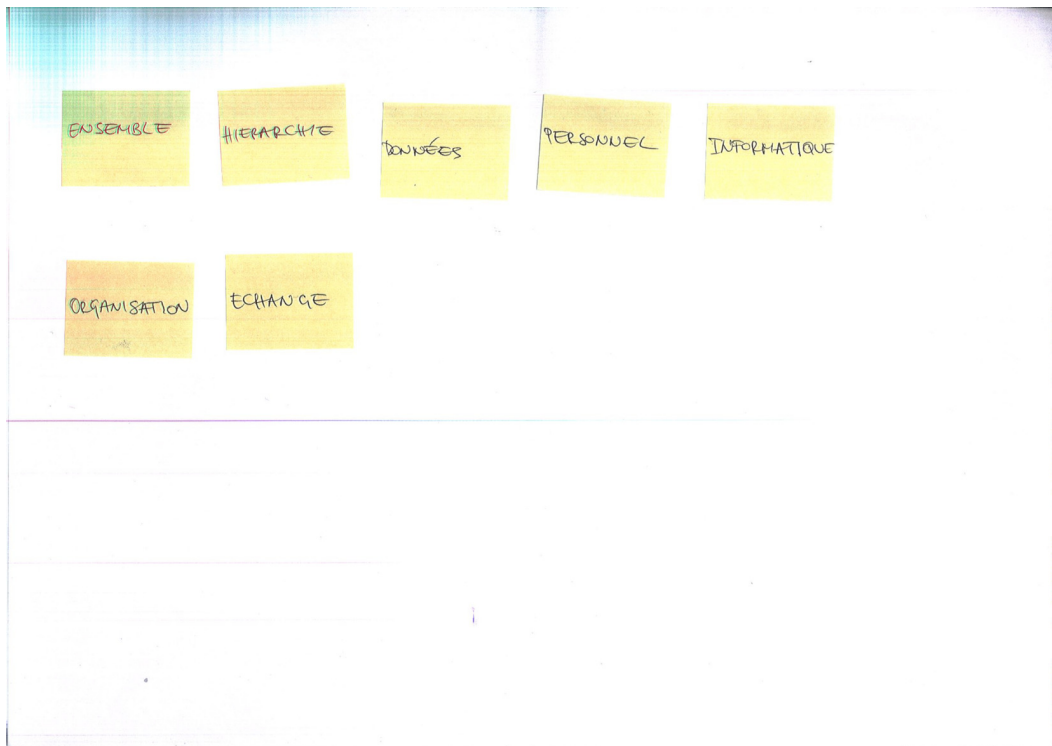 ENSEMBLE
HIERARCHIE
DONNÉES
PERSONNEL
INFORMATIQUE
ORGANISATION
ECHANGE